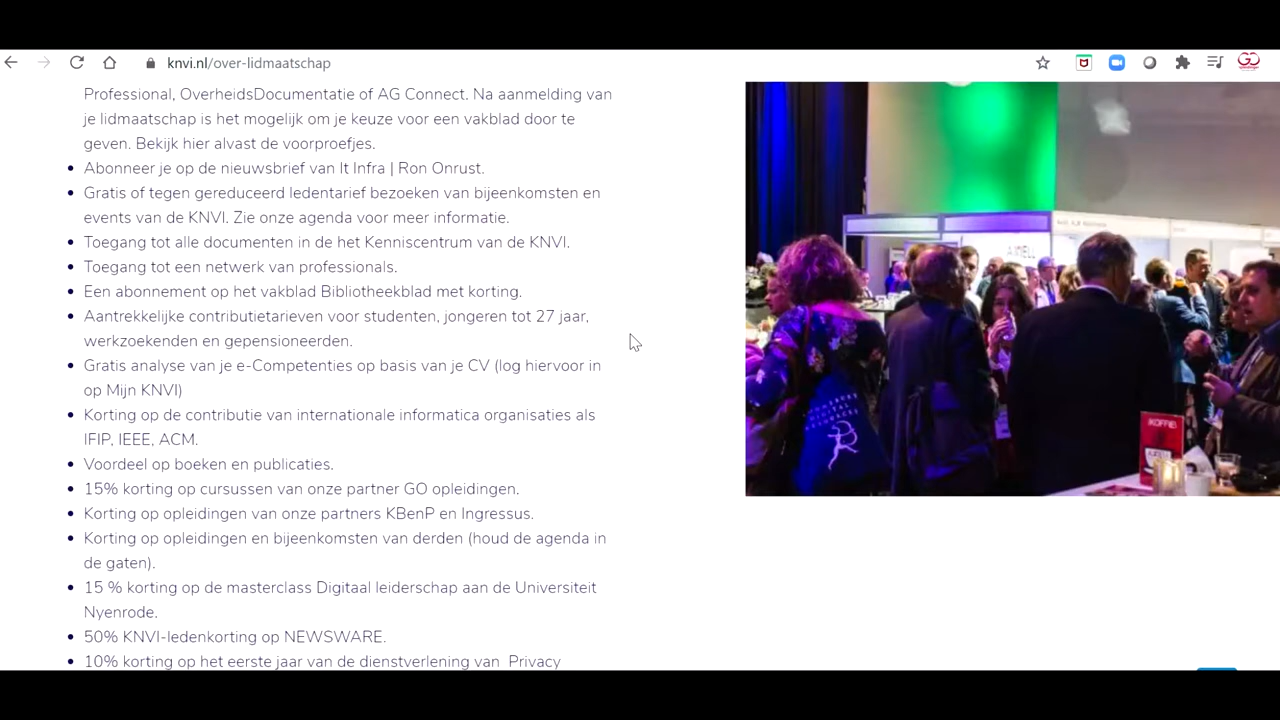 knvi.nl/over-lidmaatschap
GO
Professional, OverheidsDocumentatie of AG Connect. Na aanmelding van
je lidmaatschap is het mogelijk om je keuze voor een vakblad door te
geven. Bekijk hier alvast de voorproefjes.
Abonneer je op de nieuwsbrief van It Infra | Ron Onrust.
Gratis of tegen gereduceerd ledentarief bezoeken van bijeenkomsten en
events van de KNVI. Zie onze agenda voor meer informatie.
Toegang tot alle documenten in de het Kenniscentrum van de KNVI.
Toegang tot een netwerk van professionals.
Een abonnement op het vakblad Bibliotheekblad met korting.
Aantrekkelijke contributietarieven voor studenten, jongeren tot 27 jaar,
werkzoekenden en gepensioneerden.
Gratis analyse van je e-Competenties op basis van je CV (log hiervoor in
op Mijn KNVI)
Korting op de contributie van internationale informatica organisaties als
IFIP, IEEE, ACM.
Voordeel op boeken en publicaties.
15% korting op cursussen van onze partner GO opleidingen.
Korting op opleidingen van onze partners KBenP en Ingressus.
Korting op opleidingen en bijeenkomsten van derden (houd de agenda in
de gaten).
15 % korting op de masterclass Digitaal leiderschap aan de Universiteit
Nyenrode.
50% KNVI-ledenkorting op NEWSWARE.
10% korting op het eerste jaar van de dienstverlening van Privacy